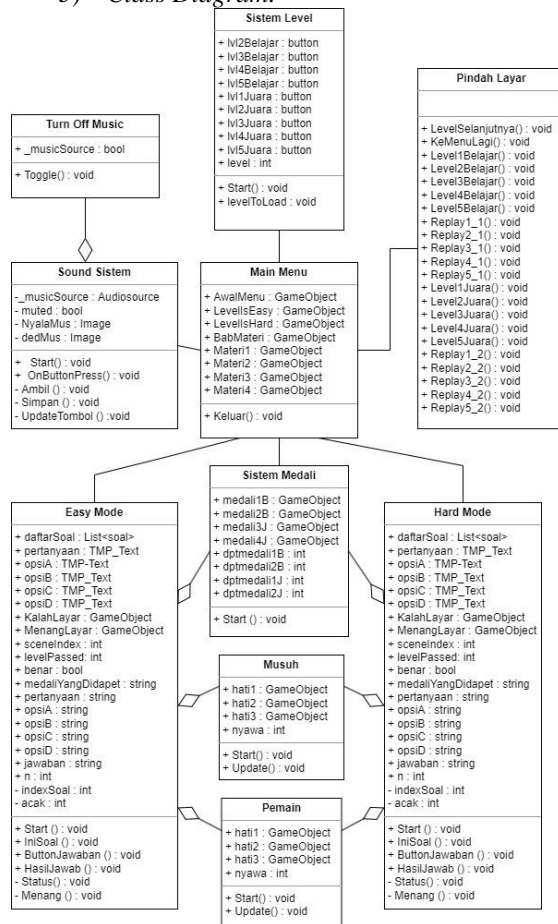 3) Class Diagram.
Sistem Level
+ lvl2Belajar : button
+ lvl3Belajar : button
+ lvl4Belajar : button
+ lvl5Belajar : button
+ lvl1Juara : button
+ lvl2Juara : button
+ lvl3Juara : button
+ lvl4Juara : button
+ lvl5Juara : button
+ level : int
+ Start() : void
+ levelToLoad : void
Turn Off Music
+ _musicSource : bool
+ Toggle() : void
Pindah Layar
+ LevelSelanjutnya() : void
+ KeMenuLagi() : void
+ Level1Belajar() : void
+ Level2Belajar() : void
+ Level3Belajar() : void
+ Level4Belajar() : void
+ Level5Belajar() : void
+ Replay1_1() : void
+ Replay2_1() : void
+ Replay3_1() : void
+ Replay4_1() : void
+ Replay5_1() : void
+ Level1Juara() : void
+ Level2Juara() : void
+ Level3Juara() : void
+ Level4Juara() : void
+ Level5Juara() : void
+ Replay1_2() : void
+ Replay2_2() : void
+ Replay3_2() : void
+ Replay4_2() : void
+ Replay5_2() : void
Sound Sistem
-_musicSource : Audiosource
- muted : bool
- NyalaMus : Image
- dedMus : Image
+ Start() : void
+ OnButtonPress() : void
- Ambil () : void
- Simpan () : void
- UpdateTombol () :void
Main Menu
+ AwalMenu : GameObject
+ LevelIsEasy : GameObject
+ LevelIsHard : GameObject
+ BabMateri : GameObject
+ Materi1 : GameObject
+ Materi2 : GameObject
+ Materi3 : GameObject
+ Materi4 : GameObject
+ Keluar() : void
Sistem Medali
+ medali1B : GameObject
+ medali2B : GameObject
+ medali3J : GameObject
+ medali4J : GameObject
+ dptmedali1B : int
+ dptmedali2B : int
+ dptmedali1J : int
+ dptmedali2J : int
+ Start () : void
Easy Mode
+ daftarSoal : List<soal>
+ pertanyaan : TMP_Text
+ opsiA : TMP-Text
+ opsiB : TMP_Text
+ opsiC : TMP_Text
+ opsiD : TMP_Text
+ KalahLayar : GameObject
+ MenangLayar : GameObject
+ sceneIndex : int
+ levelPassed: int
+ benar : bool
+ medaliYangDidapet : string
+ pertanyaan : string
+ opsiA : string
+ opsiB : string
+ opsiC : string
+ opsiD : string
+ jawaban : string
+ n : int
- indexSoal : int
- acak : int
+ Start () : void
+ IniSoal () : void
+ ButtonJawaban () : void
+ HasilJawab () : void
- Status() : void
- Menang () : void
Hard Mode
+ daftarSoal : List<soal>
+ pertanyaan : TMP_Text
+ opsiA : TMP_Text
+ opsiB : TMP_Text
+ opsiC : TMP_Text
+ opsiD : TMP_Text
+ KalahLayar : GameObject
+ MenangLayar : GameObject
+ sceneIndex : int
+ levelPassed: int
+ benar : bool
+ medaliYangDidapet : string
+ pertanyaan : string
+ opsiA : string
+ opsiB : string
+ opsiC : string
+ opsiD : string
+ jawaban : string
+ n : int
- indexSoal : int
- acak : int
+ Start () : void
+ IniSoal () : void
+ ButtonJawaban () : void
+ HasilJawab () : void
- Status() : void
- Menang () : void
Musuh
+ hati1 : GameObject
+ hati2 : GameObject
+ hati3 : GameObject
+ nyawa : int
+ Start() : void
+ Update() : void
Pemain
+ hati1 : GameObject
+ hati2 : GameObject
+ hati3 : GameObject
+ nyawa : int
+ Start() : void
+ Update() : void